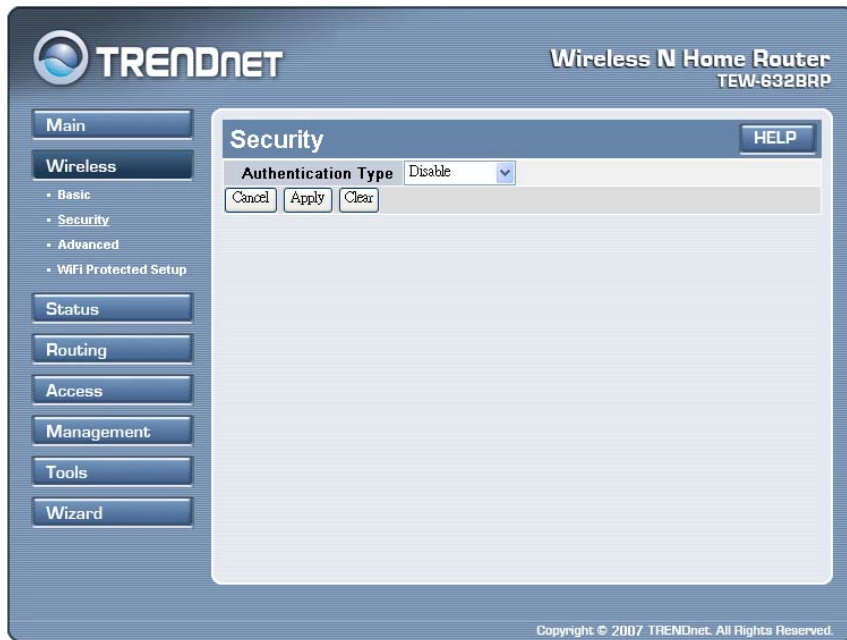 TRENDNET
Wireless N Home Router
TEW-632BRP
Main
Wireless
• Basic
• Security
• Advanced
• WiFi Protected Setup
Status
Routing
Access
Management
Tools
Wizard
Security
HELP
Authentication Type Disable
Cancel Apply Clear
Copyright © 2007 TRENDnet. All Rights Reserved.